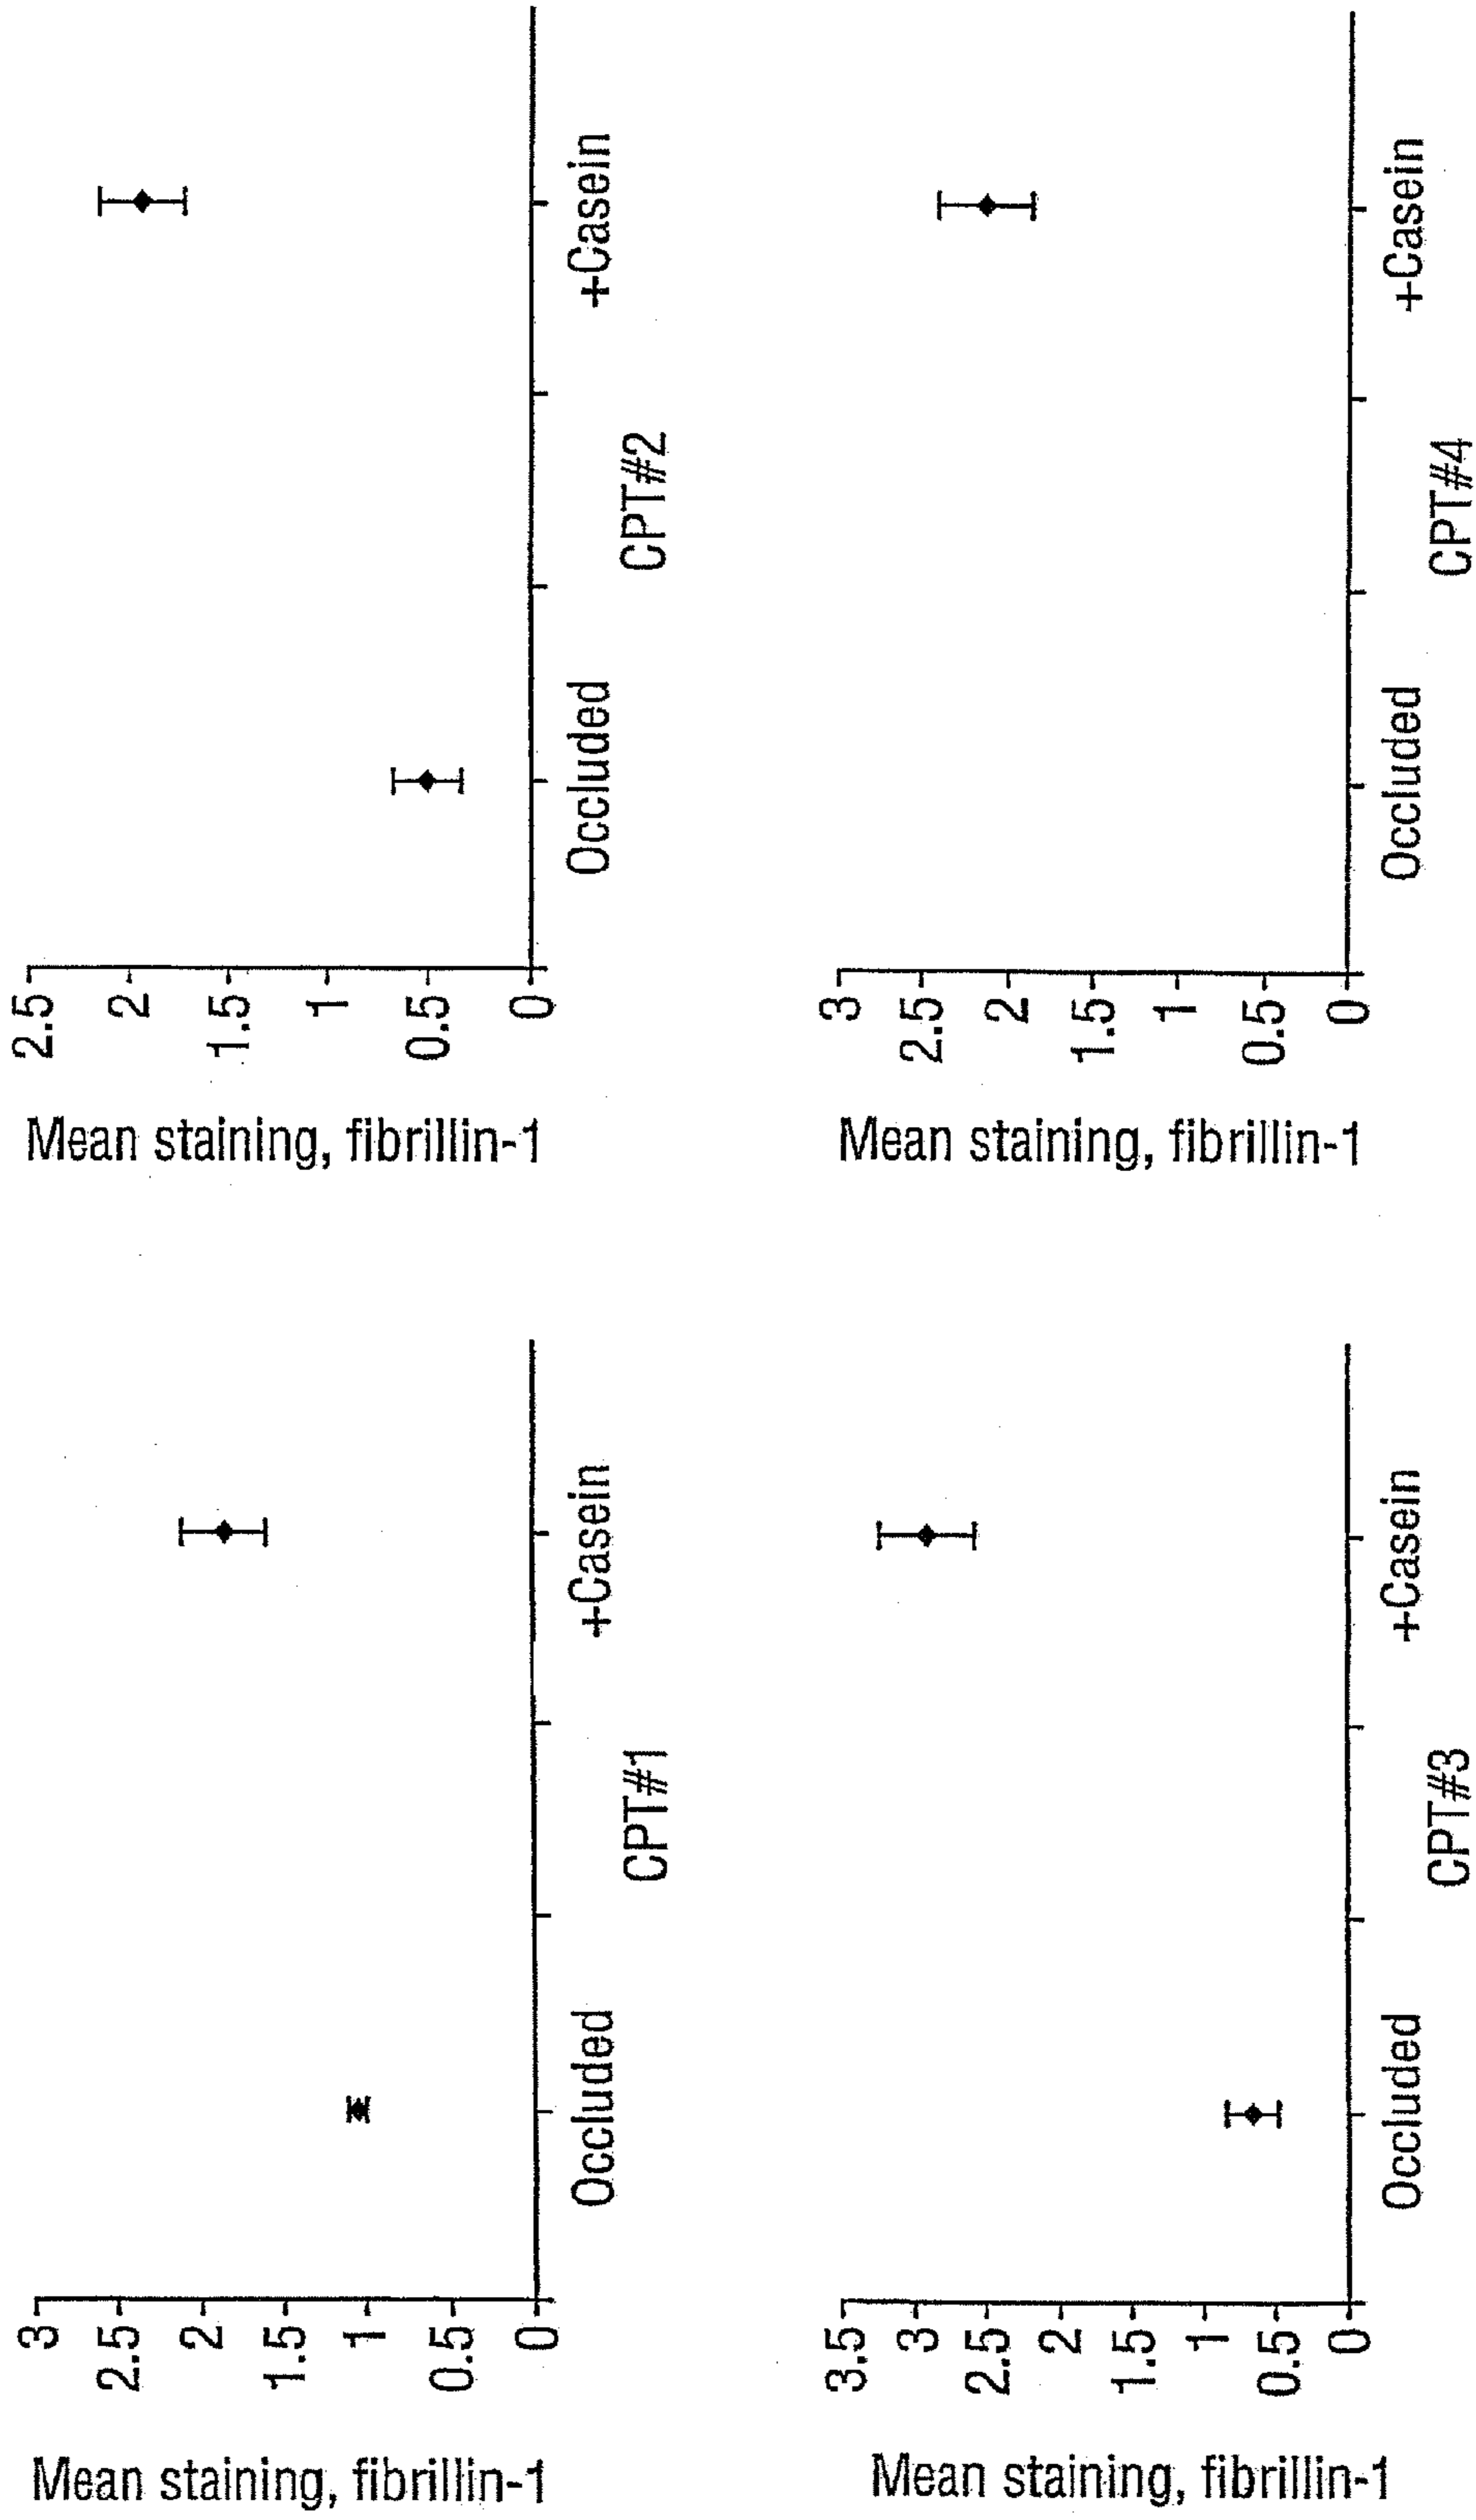 Mean staining, fibrillin-1
3
2.5
2
1.5
1
0.5
0
Occluded
+Casein
CPT#1
Mean staining, fibrillin-1
2.5
2
1.5
1
0.5
0
Occluded
+Casein
CPT#2
Mean staining, fibrillin-1
3.5
3
2.5
2
1.5
1
0.5
0
Occluded
+Casein
CPT#3
Mean staining, fibrillin-1
3
2.5
2
1.5
1
0.5
0
Occluded
+Casein
CPT#4